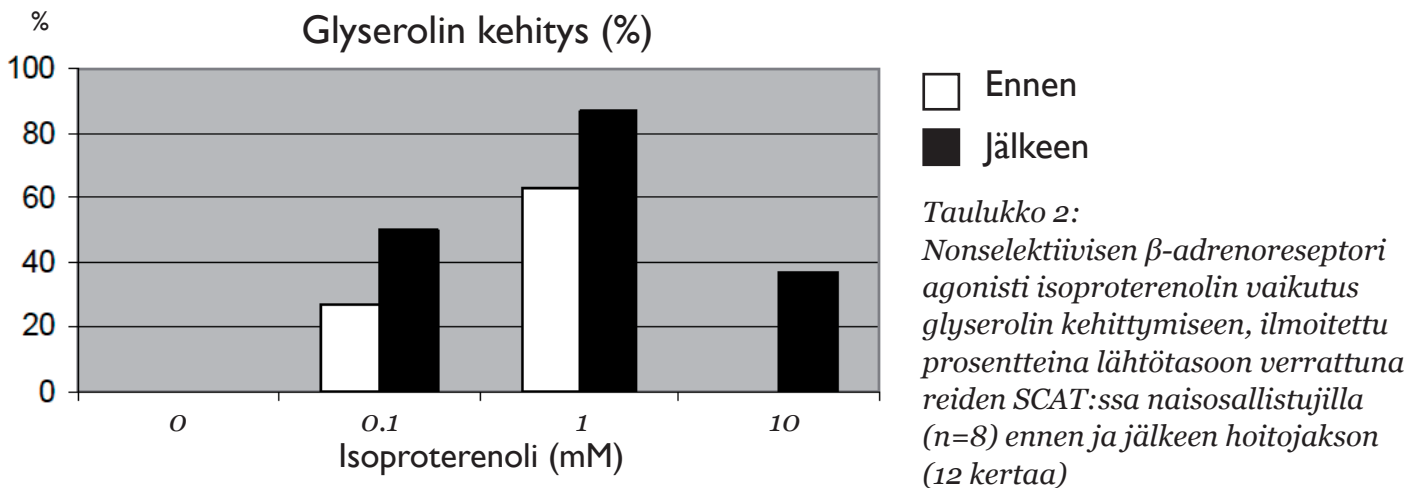 %
Glyserolin kehitys (%)
100
80
60
40
20
0
0 0.1 1 10
Isoproterenoli (mM)
Ennen
Jälkeen
Taulukko 2:
Nonselektiivisen β-adrenoreseptori
agonisti isoproterenolin vaikutus
glyserolin kehittymiseen, ilmoitettu
prosentteina lähtötasoon verrattuna
reiden SCAT:ssa naisosallistujilla
(n=8) ennen ja jälkeen hoitojakson
(12 kertaa)